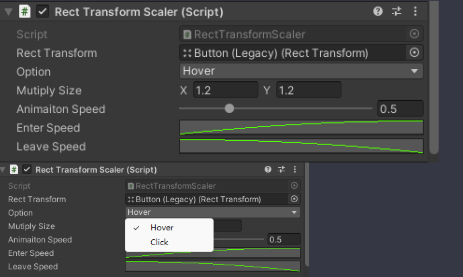 Rect Transform Scaler (Script)
Script RectTransformScaler
Rect Transform Button (Legacy) (Rect Transform)
Option Hover
Mutiply Size X 1.2 Y 1.2
Animaiton Speed 0.5
Enter Speed
Leave Speed
Rect Transform Scaler (Script)
Script RectTransformScaler
Rect Transform Button (Legacy) (Rect Transform)
Option Hover
Mutiply Size Hover
Click
Animaiton Speed 0.5
Enter Speed
Leave Speed